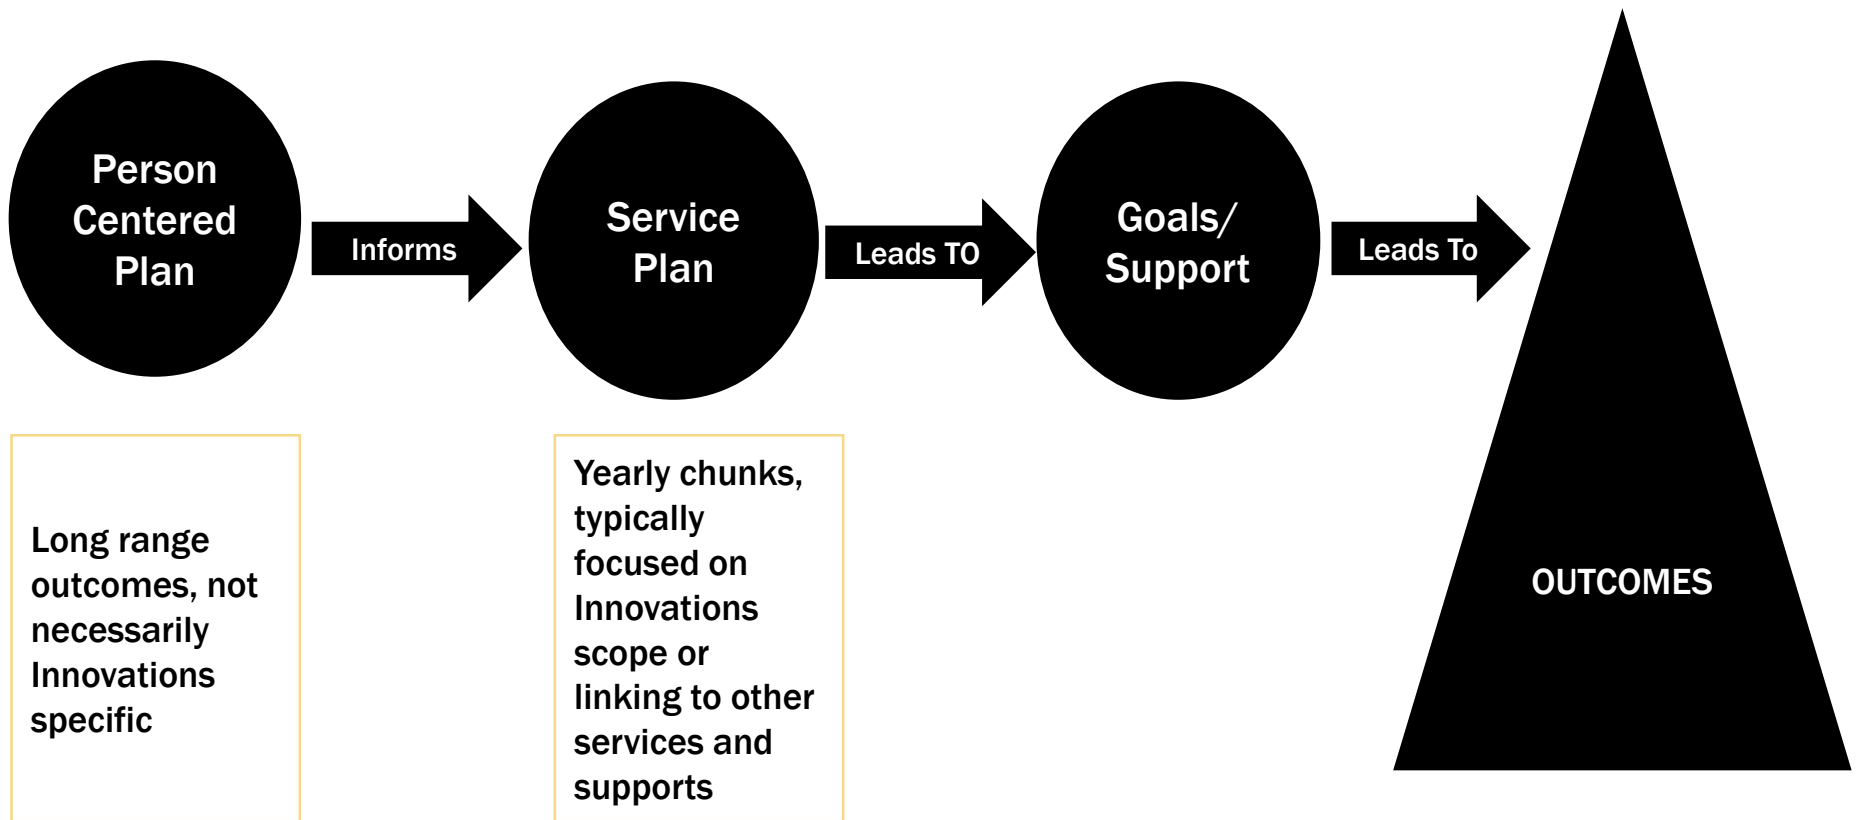 Person
Centered
Plan
Informs
Service
Plan
Leads TO
Goals/
Support
Leads To
OUTCOMES
Long range
outcomes, not
necessarily
Innovations
specific
Yearly chunks,
typically
focused on
Innovations
scope or
linking to other
services and
supports